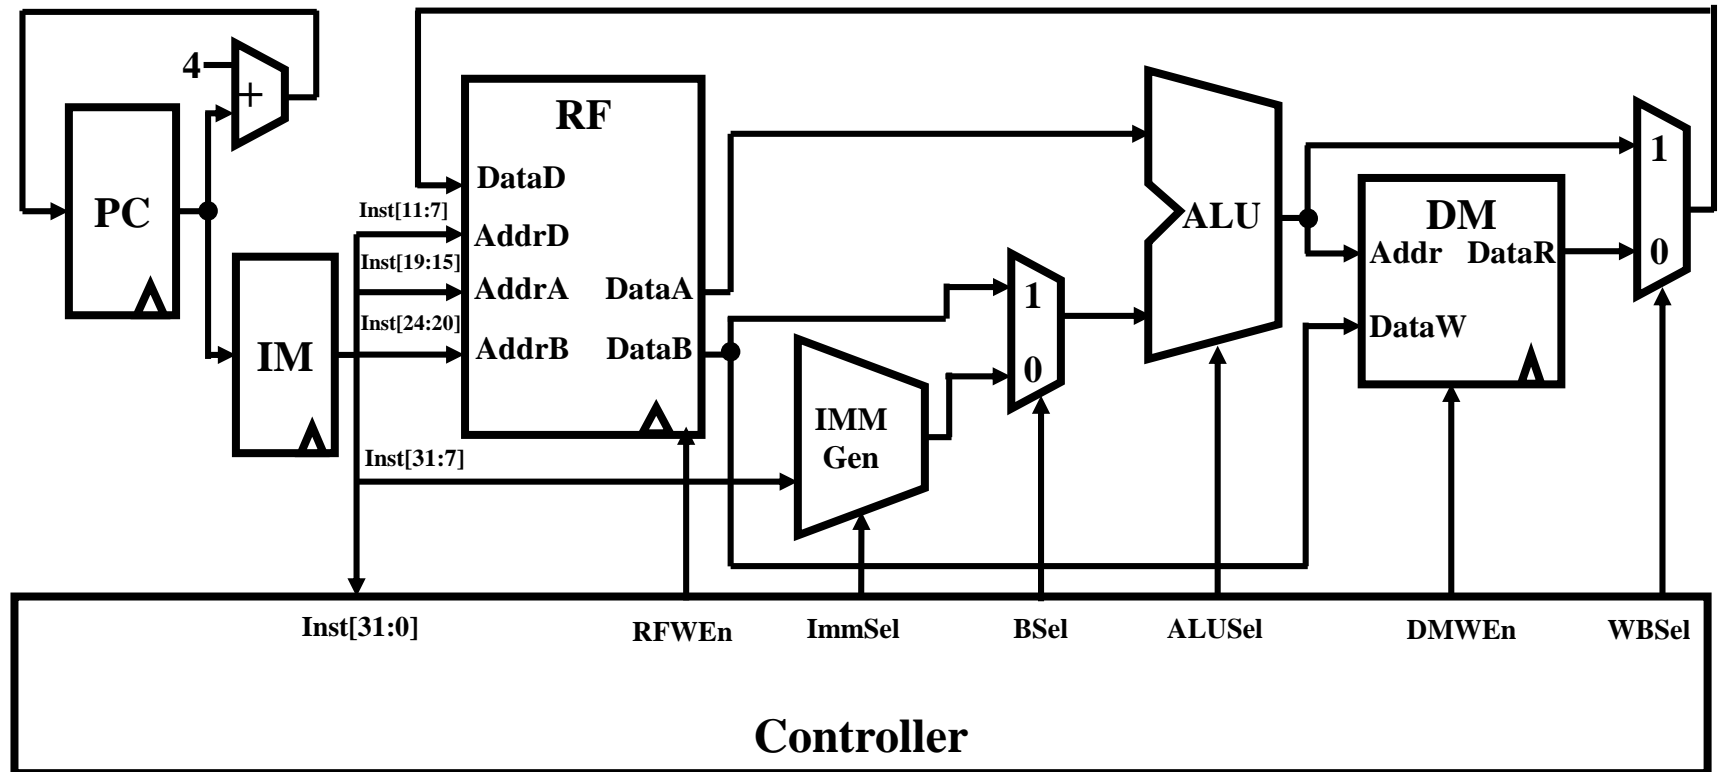 4
+
PC
IM
RF
DataD
Inst[11:7]
AddrD
Inst[19:15]
AddrA
DataA
Inst[24:20]
AddrB
DataB
Inst[31:7]
IMM
Gen
1
0
ALU
DM
Addr
DataR
DataW
1
0
Inst[31:0]
RFWEn
ImmSel
BSel
ALUSel
DMWEn
WBSel
Controller